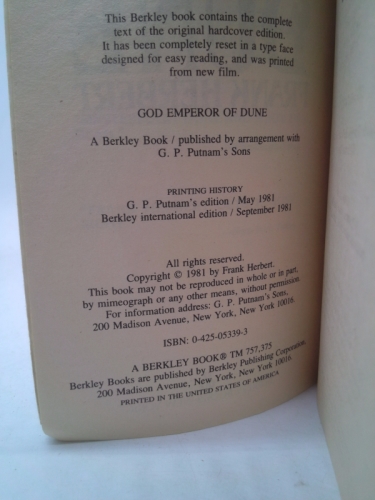 This Berkley book contains the complete
text of the original hardcover edition.
It has been completely reset in a type face
designed for easy reading, and was printed
from new film.
GOD EMPEROR OF DUNE
A Berkley Book / published by arrangement with
G. P. Putnam's Sons
PRINTING HISTORY
G. P. Putnam's edition / May 1981
Berkley international edition / September 1981
All rights reserved.
Copyright © 1981 by Frank Herbert.
This book may not be reproduced in whole or in part,
by mimeograph or any other means, without permission.
For information address: G. P. Putnam's Sons,
200 Madison Avenue, New York, New York 10016.
ISBN: 0-425-05339-3
A BERKLEY BOOK® TM 757,375
Berkley Books are published by Berkley Publishing Corporation,
200 Madison Avenue, New York, New York 10016.
PRINTED IN THE UNITED STATES OF AMERICA